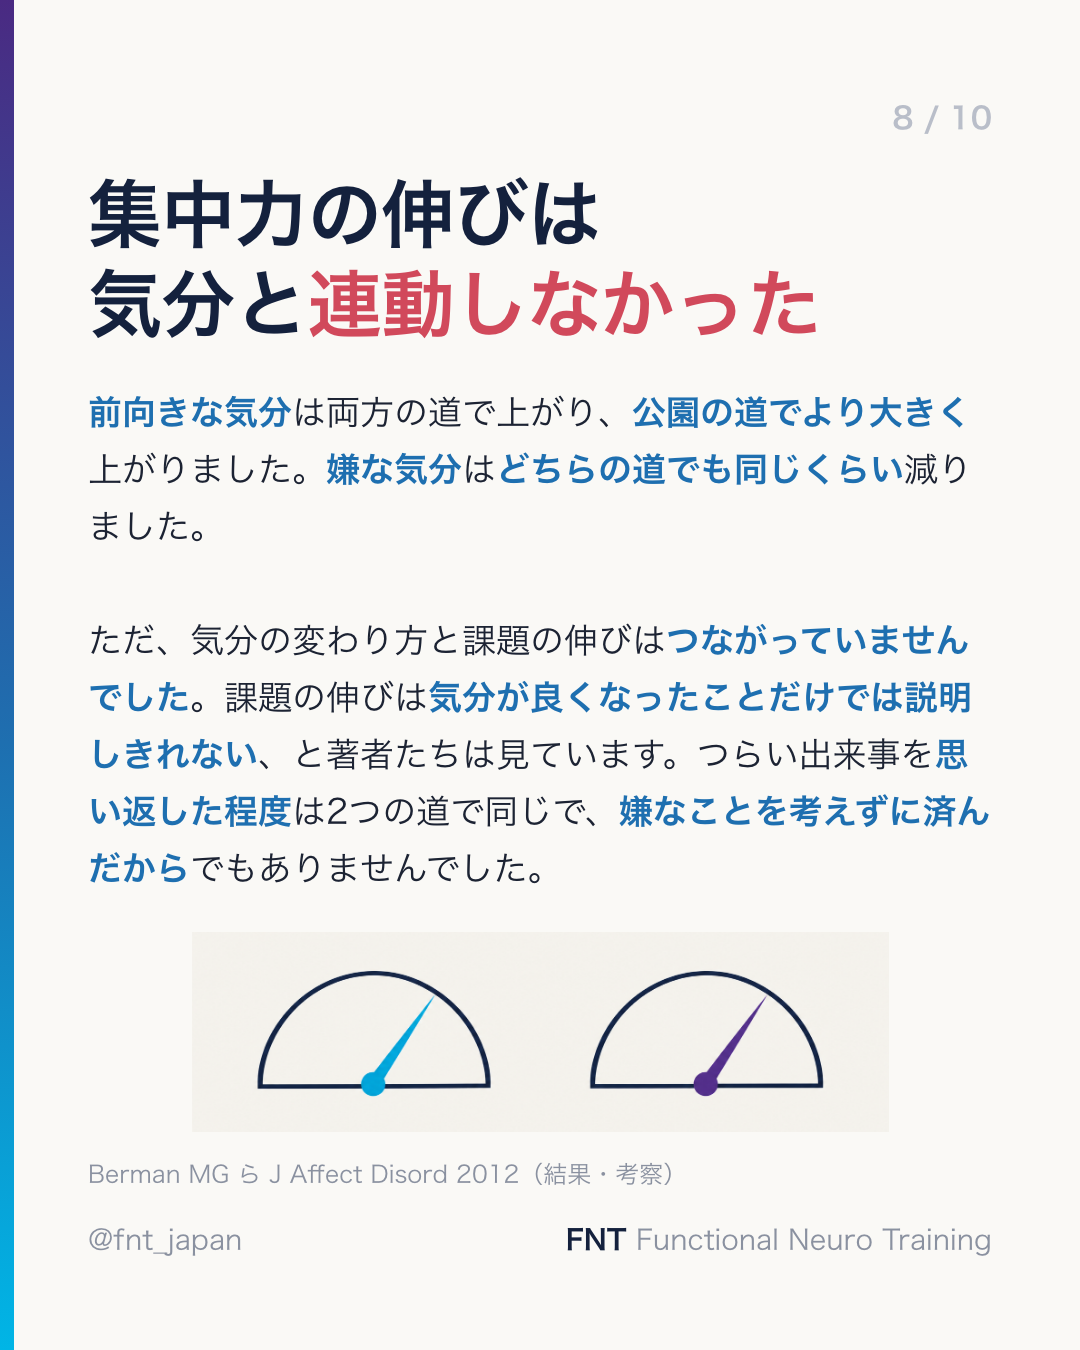 8 / 10
集中力の伸びは
気分と連動しなかった
前向きな気分は両方の道で上がり、公園の道でより大きく
上がりました。嫌な気分はどちらの道でも同じくらい減り
ました。
ただ、気分の変わり方と課題の伸びはつながっていません
でした。課題の伸びは気分が良くなったことだけでは説明
しきれない、と著者たちは見ています。つらい出来事を思
い返した程度は2つの道で同じで、嫌なことを考えずに済ん
だからでもありませんでした。
Berman MG ら J Affect Disord 2012（結果・考察）
@fnt_japan
FNT Functional Neuro Training